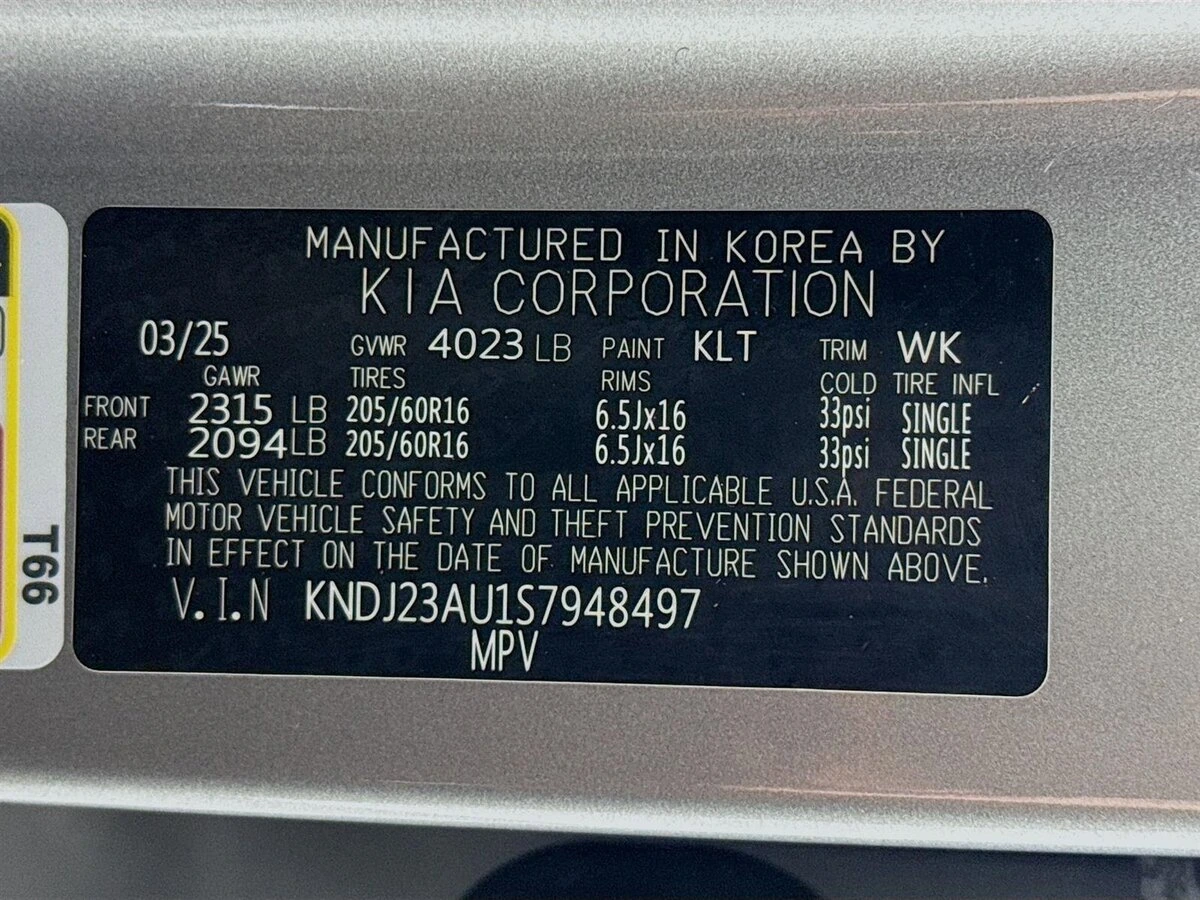 MANUFACTURED IN KOREA BY
KIA CORPORATION
03/25 GVWR 4023 LB PAINT KLT TRIM WK
GAWR TIRES RIMS COLD TIRE INFL
FRONT 2315 LB 205/60R16 6.5Jx16 33psi SINGLE
REAR 2094 LB 205/60R16 6.5Jx16 33psi SINGLE
THIS VEHICLE CONFORMS TO ALL APPLICABLE U.S.A. FEDERAL
MOTOR VEHICLE SAFETY AND THEFT PREVENTION STANDARDS
IN EFFECT ON THE DATE OF MANUFACTURE SHOWN ABOVE.
V.I.N KNDJ23AU1S7948497
MPV
T66